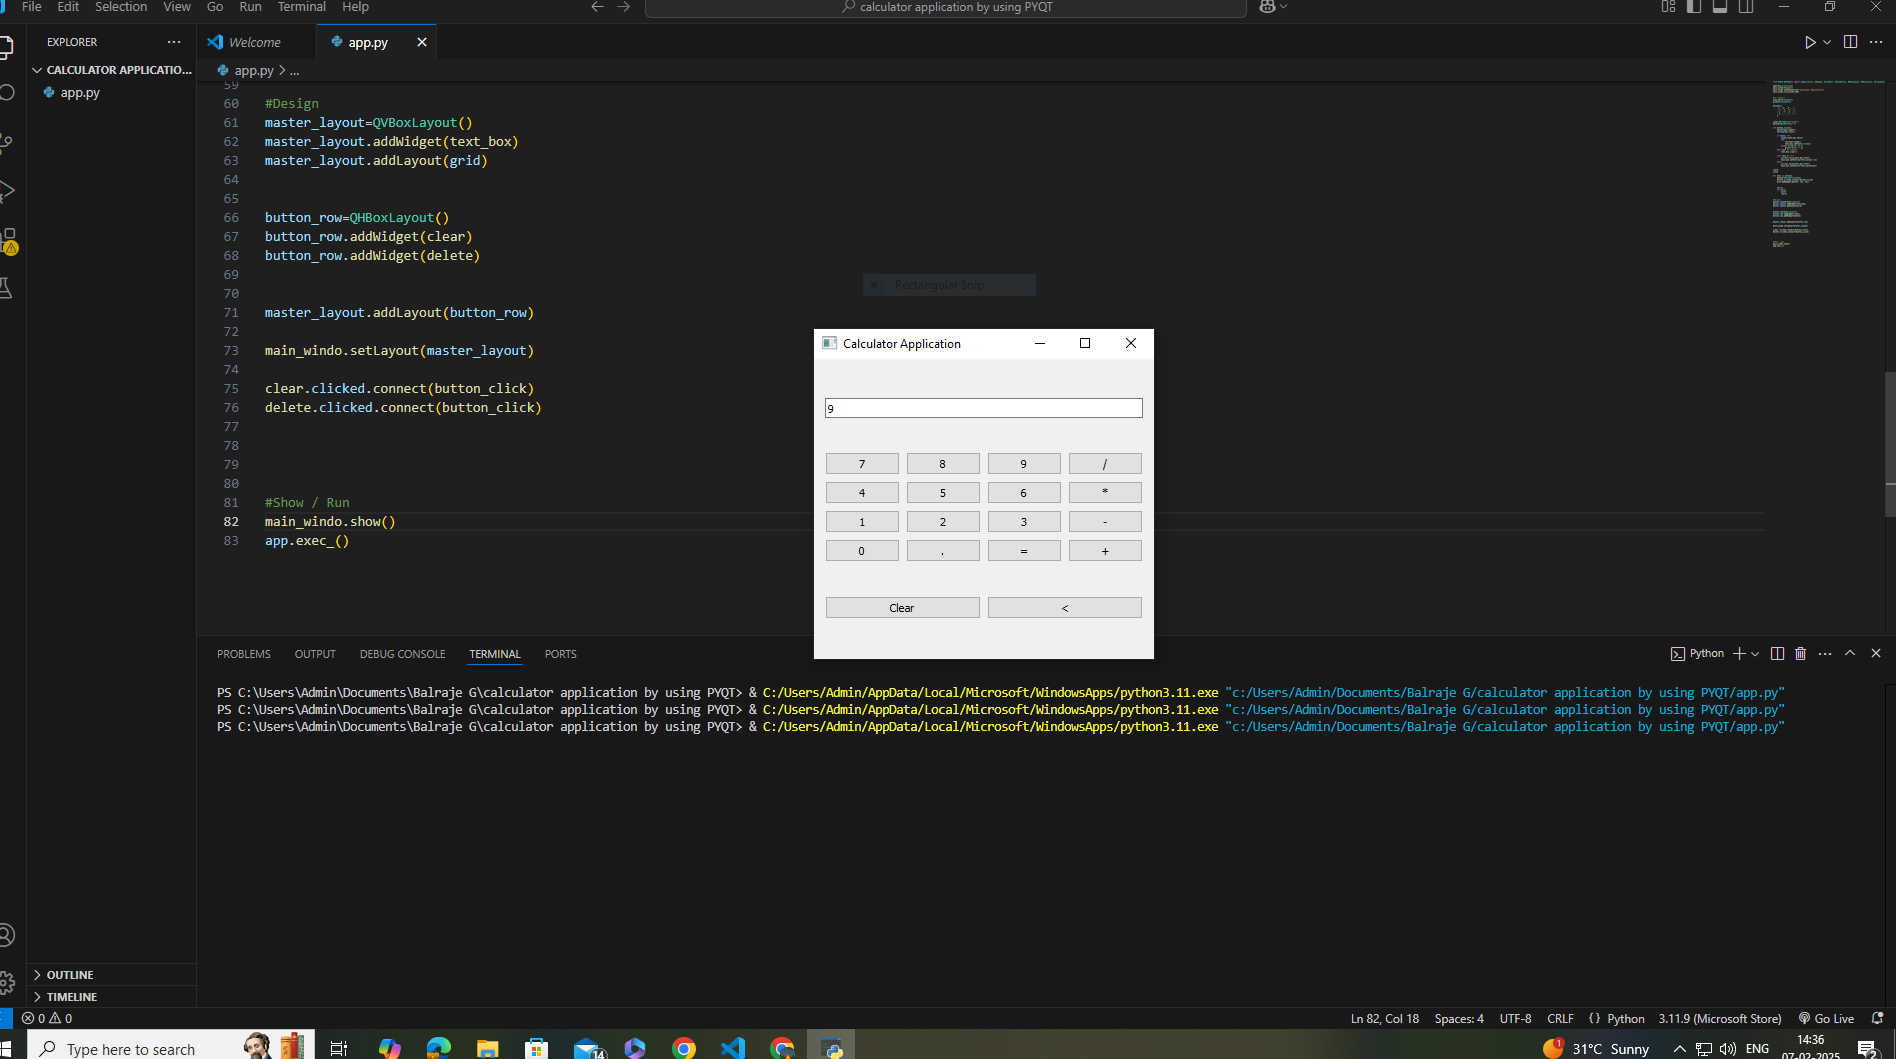 File Edit Selection View Go Run Terminal Help
calculator application by using PYQT
EXPLORER
CALCULATOR APPLICATIO...
app.py
Welcome
app.py
app.py > ...
59
60 #Design
61 master_layout=QVBoxLayout()
62 master_layout.addWidget(text_box)
63 master_layout.addLayout(grid)
64
65
66 button_row=QHBoxLayout()
67 button_row.addWidget(clear)
68 button_row.addWidget(delete)
69
70
71 master_layout.addLayout(button_row)
72
73 main_windo.setLayout(master_layout)
74
75 clear.clicked.connect(button_click)
76 delete.clicked.connect(button_click)
77
78
79
80
81 #Show / Run
82 main_windo.show()
83 app.exec_()
Rectangular Snip
Calculator Application
9
7 8 9 /
4 5 6 *
1 2 3 -
0 . = +
Clear <
PROBLEMS OUTPUT DEBUG CONSOLE TERMINAL PORTS
Python
PS C:\Users\Admin\Documents\Balraje G\calculator application by using PYQT> & C:/Users/Admin/AppData/Local/Microsoft/WindowsApps/python3.11.exe "c:/Users/Admin/Documents/Balraje G/calculator application by using PYQT/app.py"
PS C:\Users\Admin\Documents\Balraje G\calculator application by using PYQT> & C:/Users/Admin/AppData/Local/Microsoft/WindowsApps/python3.11.exe "c:/Users/Admin/Documents/Balraje G/calculator application by using PYQT/app.py"
PS C:\Users\Admin\Documents\Balraje G\calculator application by using PYQT> & C:/Users/Admin/AppData/Local/Microsoft/WindowsApps/python3.11.exe "c:/Users/Admin/Documents/Balraje G/calculator application by using PYQT/app.py"
OUTLINE
TIMELINE
0 0
Ln 82, Col 18 Spaces: 4 UTF-8 CRLF {} Python 3.11.9 (Microsoft Store) Go Live
Type here to search
14
1
31°C Sunny
ENG
14:36
07-02-2025
2